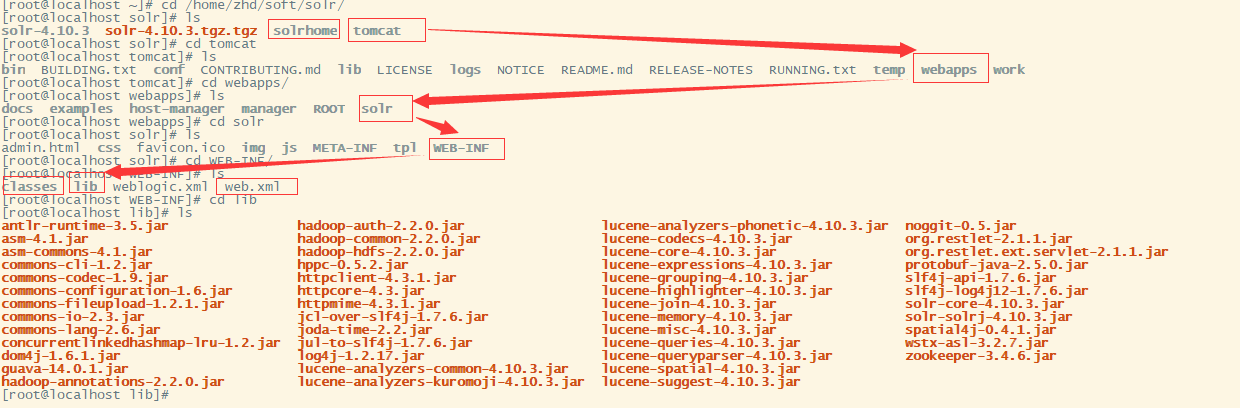 [root@localhost ~]# cd /home/zhd/soft/solr/
[root@localhost solr]# ls
solr-4.10.3 solr-4.10.3.tgz.tgz solrhome tomcat
[root@localhost solr]# cd tomcat
[root@localhost tomcat]# ls
bin BUILDING.txt conf CONTRIBUTING.md lib LICENSE logs NOTICE README.md RELEASE-NOTES RUNNING.txt temp webapps work
[root@localhost tomcat]# cd webapps/
[root@localhost webapps]# ls
docs examples host-manager manager ROOT solr
[root@localhost webapps]# cd solr
[root@localhost solr]# ls
admin.html css favicon.ico img js META-INF tpl WEB-INF
[root@localhost solr]# cd WEB-INF/
[root@localhost WEB-INF]# ls
classes lib weblogic.xml web.xml
[root@localhost WEB-INF]# cd lib
[root@localhost lib]# ls
antlr-runtime-3.5.jar hadoop-auth-2.2.0.jar lucene-analyzers-phonetic-4.10.3.jar noggit-0.5.jar
asm-4.1.jar hadoop-common-2.2.0.jar lucene-codecs-4.10.3.jar org.restlet-2.1.1.jar
asm-commons-4.1.jar hadoop-hdfs-2.2.0.jar lucene-core-4.10.3.jar org.restlet.ext.servlet-2.1.1.jar
commons-cli-1.2.jar hppc-0.5.2.jar lucene-expressions-4.10.3.jar protobuf-java-2.5.0.jar
commons-codec-1.9.jar httpclient-4.3.1.jar lucene-grouping-4.10.3.jar slf4j-api-1.7.6.jar
commons-configuration-1.6.jar httpcore-4.3.jar lucene-highlighter-4.10.3.jar slf4j-log4j12-1.7.6.jar
commons-fileupload-1.2.1.jar httpmime-4.3.1.jar lucene-join-4.10.3.jar solr-core-4.10.3.jar
commons-io-2.3.jar jcl-over-slf4j-1.7.6.jar lucene-memory-4.10.3.jar solr-solrj-4.10.3.jar
commons-lang-2.6.jar joda-time-2.2.jar lucene-misc-4.10.3.jar spatial4j-0.4.1.jar
concurrentlinkedhashmap-lru-1.2.jar jul-to-slf4j-1.7.6.jar lucene-queries-4.10.3.jar wstx-asl-3.2.7.jar
dom4j-1.6.1.jar log4j-1.2.17.jar lucene-queryparser-4.10.3.jar zookeeper-3.4.6.jar
guava-14.0.1.jar lucene-analyzers-common-4.10.3.jar lucene-spatial-4.10.3.jar
hadoop-annotations-2.2.0.jar lucene-analyzers-kuromoji-4.10.3.jar lucene-suggest-4.10.3.jar
[root@localhost lib]#